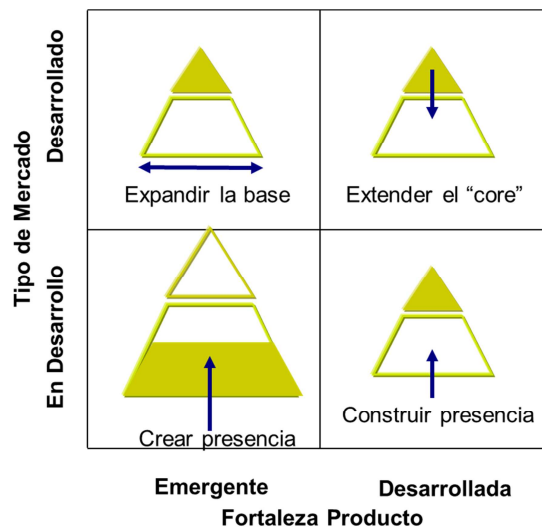 Tipo de Mercado
Desarrollado
En Desarrollo
Expandir la base
Extender el “core”
Crear presencia
Construir presencia
Emergente
Desarrollada
Fortaleza Producto